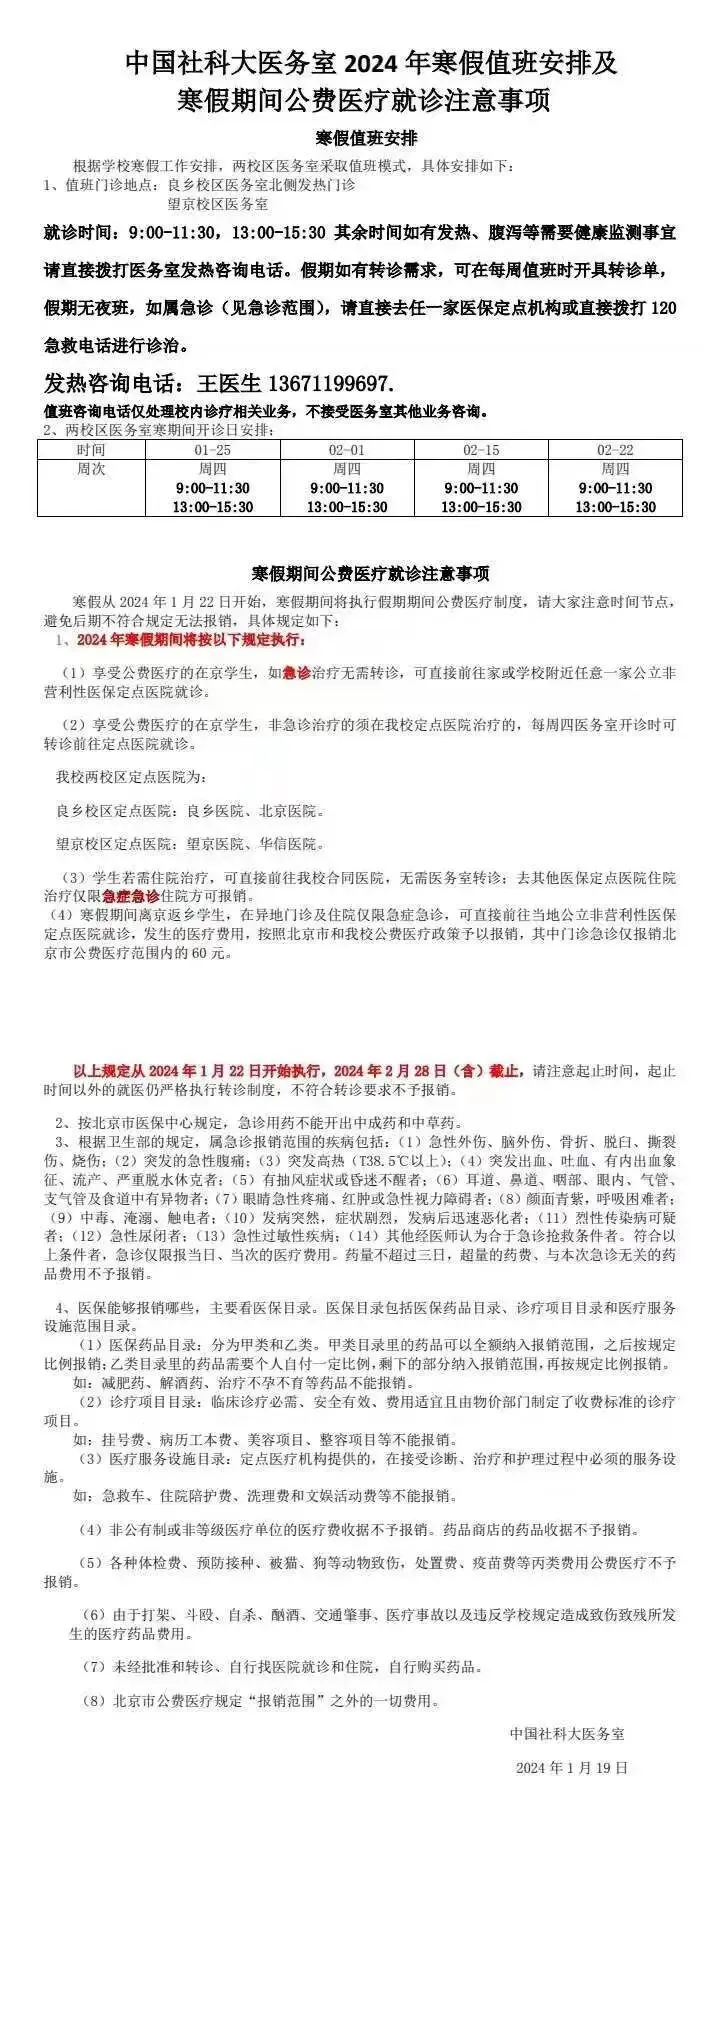 中国社科大医务室 2024 年寒假值班安排及
寒假期间公费医疗就诊注意事项
寒假值班安排
根据学校寒假工作安排，两校区医务室采取值班模式，具体安排如下：
1、值班门诊地点：良乡校区医务室北侧发热门诊
望京校区医务室
就诊时间：9:00-11:30，13:00-15:30 其余时间如有发热、腹泻等需要健康监测事宜
请直接拨打医务室发热咨询电话。假期如有转诊需求，可在每周值班时开具转诊单，
假期无夜班，如属急诊（见急诊范围），请直接去任一家医保定点机构或直接拨打 120
急救电话进行诊治。
发热咨询电话：王医生 13671199697.
值班咨询电话仅处理校内诊疗相关业务，不接受医务室其他业务咨询。
2、两校区医务室寒期间开诊日安排：
时间 01-25 02-01 02-15 02-22
周次 周四 周四 周四 周四
9:00-11:30 9:00-11:30 9:00-11:30 9:00-11:30
13:00-15:30 13:00-15:30 13:00-15:30 13:00-15:30
寒假期间公费医疗就诊注意事项
寒假从 2024 年 1 月 22 日开始，寒假期间将执行假期期间公费医疗制度，请大家注意时间节点，
避免后期不符合规定无法报销，具体规定如下：
1、2024 年寒假期间将按以下规定执行：
（1）享受公费医疗的在京学生，如急诊治疗无需转诊，可直接前往家或学校附近任意一家公立非
营利性医保定点医院就诊。
（2）享受公费医疗的在京学生，非急诊治疗的须在我校定点医院治疗的，每周四医务室开诊时可
转诊前往定点医院就诊。
我校两校区定点医院为：
良乡校区定点医院：良乡医院、北京医院。
望京校区定点医院：望京医院、华信医院。
（3）学生若需住院治疗，可直接前往我校合同医院，无需医务室转诊；去其他医保定点医院住院
治疗仅限急症急诊住院方可报销。
（4）寒假期间离京返乡学生，在异地门诊及住院仅限急症急诊，可直接前往当地公立非营利性医保
定点医院就诊，发生的医疗费用，按照北京市和我校公费医疗政策予以报销，其中门诊急诊仅报销北
京市公费医疗范围内的 60 元。
以上规定从 2024 年 1 月 22 日开始执行，2024 年 2 月 28 日（含）截止，请注意起止时间，起止
时间以外的就医仍严格执行转诊制度，不符合转诊要求不予报销。
2、按北京市医保中心规定，急诊用药不能开出中成药和中草药。
3、根据卫生部的规定，属急诊报销范围的疾病包括：（1）急性外伤、脑外伤、骨折、脱臼、撕裂
伤、烧伤；（2）突发的急性腹痛；（3）突发高热（T38.5℃以上）；（4）突发出血、吐血、有内出血象
征、流产、严重脱水休克者；（5）有抽风症状或昏迷不醒者；（6）耳道、鼻道、咽部、眼内、气管、
支气管及食道中有异物者；（7）眼睛急性疼痛、红肿或急性视力障碍者；（8）颜面青紫，呼吸困难者；
（9）中毒、淹溺、触电者；（10）发病突然，症状剧烈，发病后迅速恶化者；（11）烈性传染病可疑
者；（12）急性尿闭者；（13）急性过敏性疾病；（14）其他经医师认为合于急诊抢救条件者。符合以
上条件者，急诊仅限报当日、当次的医疗费用。药量不超过三日，超量的药费、与本次急诊无关的药
品费用不予报销。
4、医保能够报销哪些，主要看医保目录。医保目录包括医保药品目录、诊疗项目目录和医疗服务
设施范围目录。
（1）医保药品目录：分为甲类和乙类。甲类目录里的药品可以全额纳入报销范围，之后按规定
比例报销；乙类目录里的药品需要个人自付一定比例，剩下的部分纳入报销范围，再按规定比例报销。
如：减肥药、解酒药、治疗不孕不育等药品不能报销。
（2）诊疗项目目录：临床诊疗必需、安全有效、费用适宜且由物价部门制定了收费标准的诊疗
项目。
如：挂号费、病历工本费、美容项目、整容项目等不能报销。
（3）医疗服务设施目录：定点医疗机构提供的，在接受诊断、治疗和护理过程中必须的服务设
施。
如：急救车、住院陪护费、洗理费和文娱活动费等不能报销。
（4）非公有制或非等级医疗单位的医疗费收据不予报销。药品商店的药品收据不予报销。
（5）各种体检费、预防接种、被猫、狗等动物致伤，处置费、疫苗费等丙类费用公费医疗不予
报销。
（6）由于打架、斗殴、自杀、酗酒、交通肇事、医疗事故以及违反学校规定造成致伤致残所发
生的医疗药品费用。
（7）未经批准和转诊、自行找医院就诊和住院，自行购买药品。
（8）北京市公费医疗规定“报销范围”之外的一切费用。
中国社科大医务室
2024 年 1 月 19 日